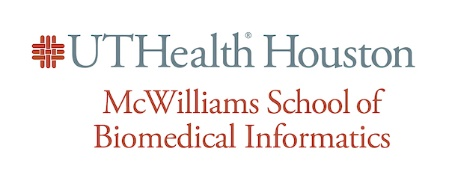 UTHealth® Houston
McWilliams School of
Biomedical Informatics